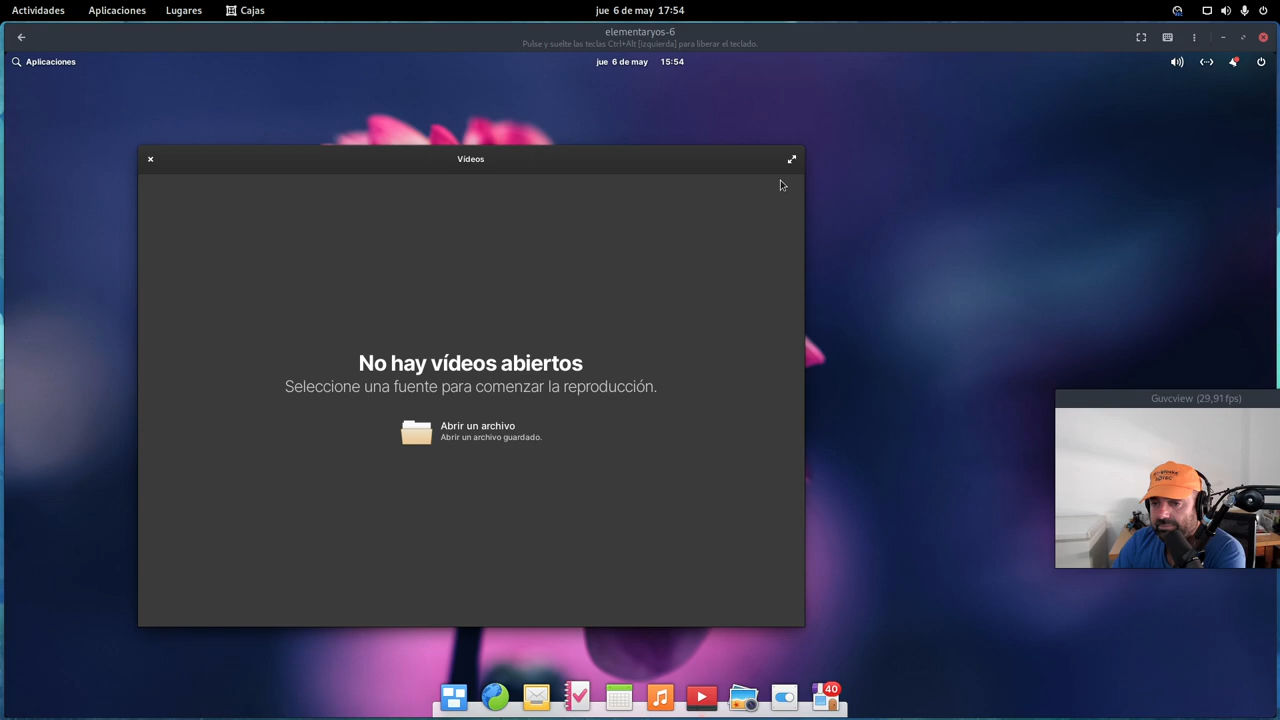 Actividades Aplicaciones Lugares Cajas jue 6 de may 17:54
elementaryos-6
Pulse y suelte las teclas Ctrl+Alt [izquierda] para liberar el teclado.
Aplicaciones jue 6 de may 15:54
Vídeos
No hay vídeos abiertos
Seleccione una fuente para comenzar la reproducción.
Abrir un archivo
Abrir un archivo guardado.
Guvcview (29,91 fps)
40